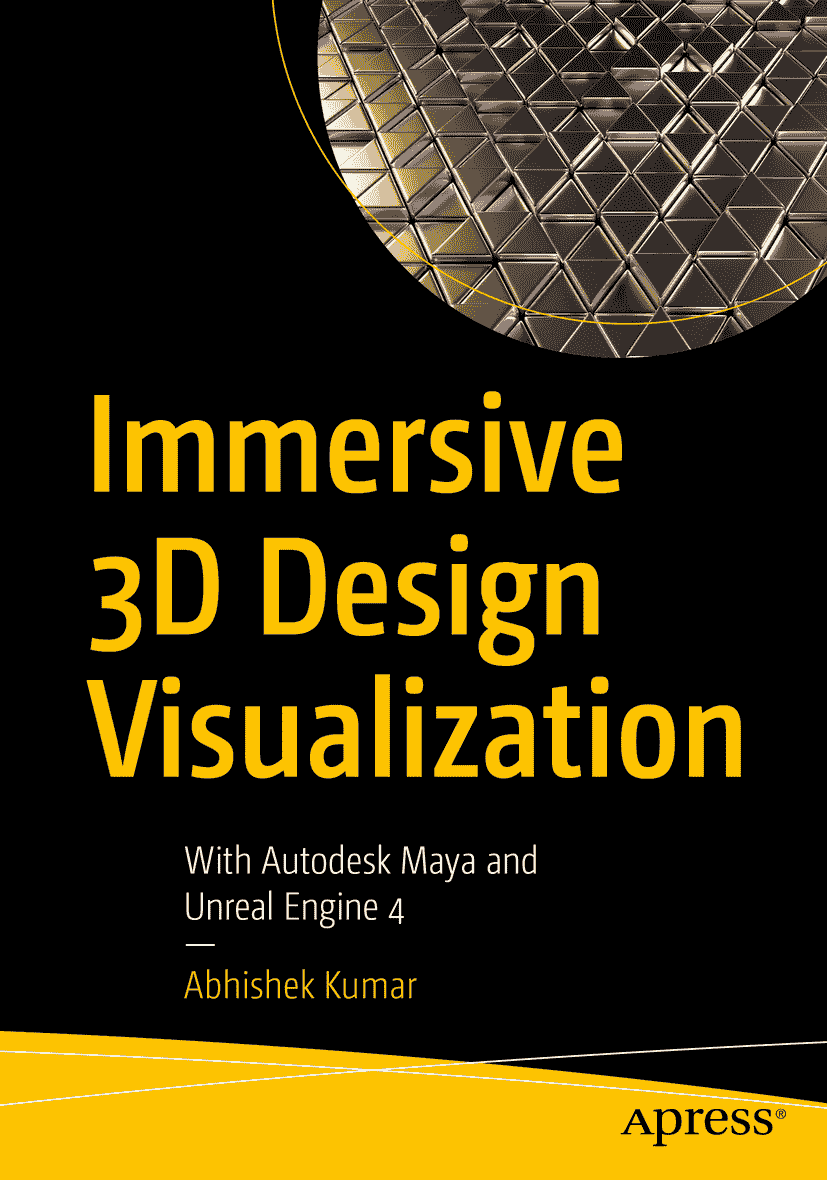 Immersive
3D Design
Visualization
With Autodesk Maya and
Unreal Engine 4
—
Abhishek Kumar
Apress®